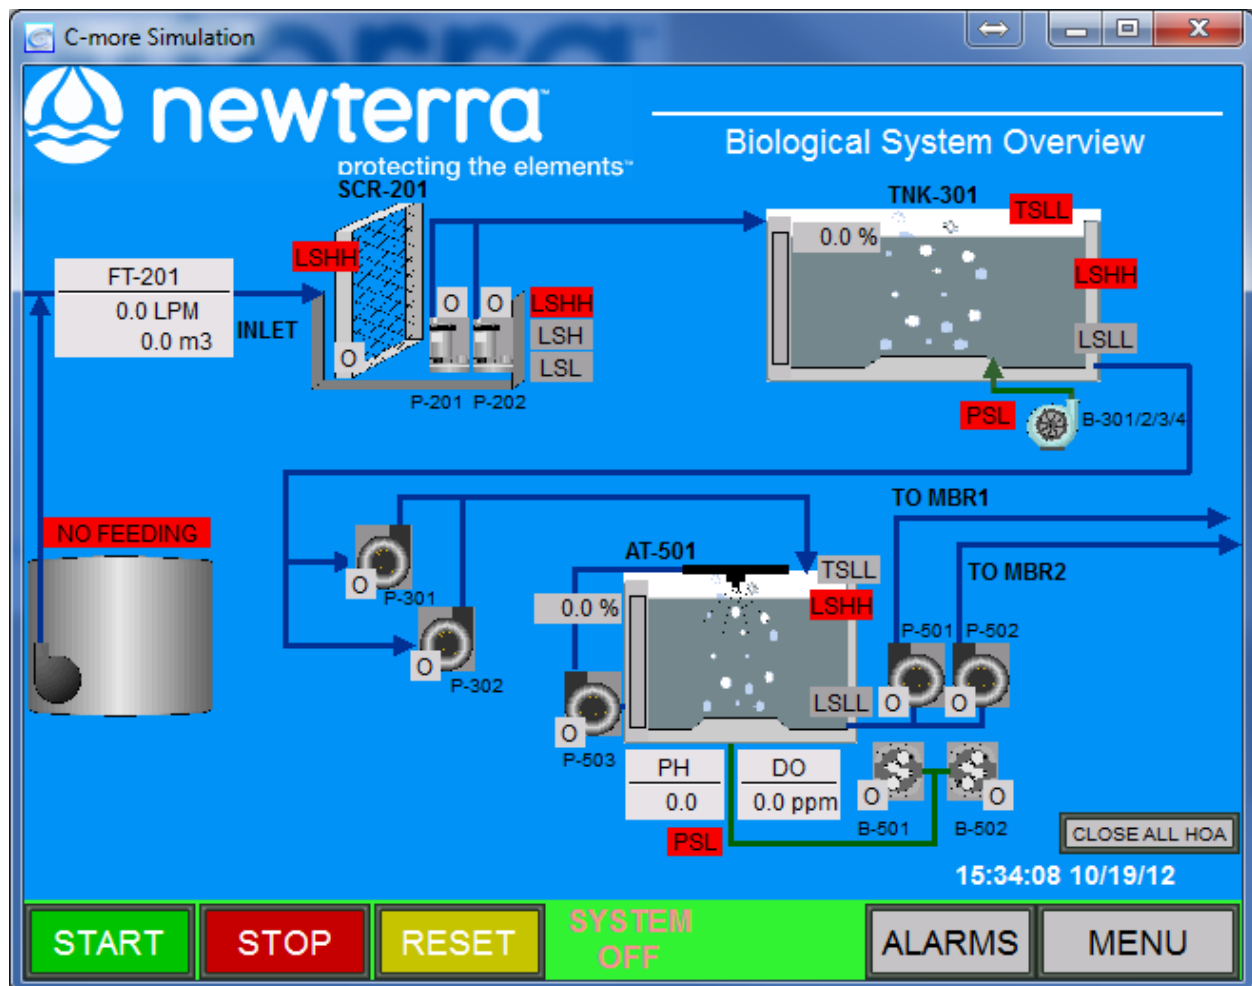 C-more Simulation
newterra™
protecting the elements™
Biological System Overview
SCR-201
TNK-301
TSLL
LSHH
0.0 %
FT-201
0.0 LPM
0.0 m3
INLET
O
O
O
LSHH
LSH
LSL
P-201 P-202
LSHH
LSLL
PSL
B-301/2/3/4
NO FEEDING
TO MBR1
TO MBR2
AT-501
TSLL
LSHH
0.0 %
O
P-301
O
P-302
P-501 P-502
LSLL
O
O
O
P-503
PH
0.0
DO
0.0 ppm
PSL
O
O
B-501
B-502
CLOSE ALL HOA
15:34:08 10/19/12
START
STOP
RESET
SYSTEM
OFF
ALARMS
MENU